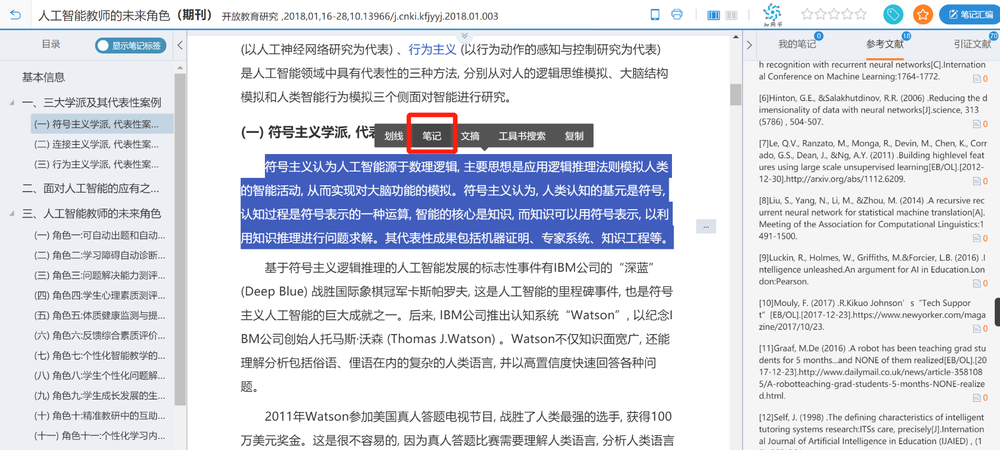 人工智能教师的未来角色（期刊） 开放教育研究 ,2018,01,16-28,10.13966/j.cnki.kfjyyj.2018.01.003
知网书
笔记汇编
目录
显示笔记标签
基本信息
一、三大学派及其代表性案例
(一) 符号主义学派, 代表性案...
(二) 连接主义学派, 代表性案...
(三) 行为主义学派, 代表性案...
二、面对人工智能的应有之...
三、人工智能教师的未来角色
(一) 角色一:可自动出题和自动...
(二) 角色二:学习障碍自动诊断...
(三) 角色三:问题解决能力测评...
(四) 角色四:学生心理素质测评...
(五) 角色五:体质健康监测与提...
(六) 角色六:反馈综合素质评价...
(七) 角色七:个性化智能教学的...
(八) 角色八:学生个性化问题解...
(九) 角色九:学生成长发展的生...
(十) 角色十:精准教研中的互助...
(十一) 角色十一:个性化学习内...
(以人工神经网络研究为代表) 、行为主义 (以行为动作的感知与控制研究为代表)
是人工智能领域中具有代表性的三种方法, 分别从对人的逻辑思维模拟、大脑结构
模拟和人类智能行为模拟三个侧面对智能进行研究。
(一) 符号主义学派, 代
划线 笔记 文摘 工具书搜索 复制
符号主义认为人工智能源于数理逻辑, 主要思想是应用逻辑推理法则模拟人类
的智能活动, 从而实现对大脑功能的模拟。符号主义认为, 人类认知的基元是符号,
认知过程是符号表示的一种运算, 智能的核心是知识, 而知识可以用符号表示, 以利
用知识推理进行问题求解。其代表性成果包括机器证明、专家系统、知识工程等。
...
基于符号主义逻辑推理的人工智能发展的标志性事件有IBM公司的“深蓝”
(Deep Blue) 战胜国际象棋冠军卡斯帕罗夫, 这是人工智能的里程碑事件, 也是符号
主义人工智能的巨大成就之一。后来, IBM公司推出认知系统“Watson”, 以纪念I
BM公司创始人托马斯·沃森 (Thomas J.Watson) 。Watson不仅知识面宽广, 还能
理解分析包括俗语、俚语在内的复杂的人类语言, 并以高置信度快速回答各种问
题。
2011年Watson参加美国真人答题电视节目, 战胜了人类最强的选手, 获得100
万美元奖金。这是很不容易的, 因为真人答题比赛需要理解人类语言, 分析人类语言
我的笔记 0
参考文献 18
引证文献 70
h recognition with recurrent neural networks[C].Internation
al Conference on Machine Learning:1764-1772.
0
[6]Hinton, G.E., &Salakhutdinov, R.R. (2006) .Reducing the d
imensionality of data with neural networks[J].science, 313
(5786) , 504-507.
0
[7]Le, Q.V., Ranzato, M., Monga, R., Devin, M., Chen, K., Corr
ado, G.S., Dean, J., &Ng, A.Y. (2011) .Building highlevel feat
ures using large scale unsupervised learning[EB/OL].[2012-
12-30].http://arxiv.org/abs/1112.6209.
0
[8]Liu, S., Yang, N., Li, M., &Zhou, M. (2014) .A recursive rec
urrent neural network for statistical machine translation[A].
Meeting of the Association for Computational Linguistics:1
491-1500.
0
[9]Luckin, R., Holmes, W., Griffiths, M.&Forcier, L.B. (2016) .I
ntelligence unleashed.An argument for AI in Education.Lon
don:Pearson.
0
[10]Mouly, F. (2017) .R.Kikuo Johnson’s“Tech Suppor
t“[EB/OL].[2017-12-23].https://www.newyorker.com/maga
zine/2017/10/23.
0
[11]Graaf, M.De (2016) .A robot has been teaching grad stu
dents for 5 months...and NONE of them realized[EB/OL].[20
17-12-23].http://www.dailymail.co.uk/news/article-358108
5/A-robotteaching-grad-students-5-months-NONE-realize
d.html.
0
[12]Self, J. (1998) .The defining characteristics of intelligent
tutoring systems research:ITSs care, precisely[J].Internation
al Journal of Artificial Intelligence in Education (IJAIED) , (1